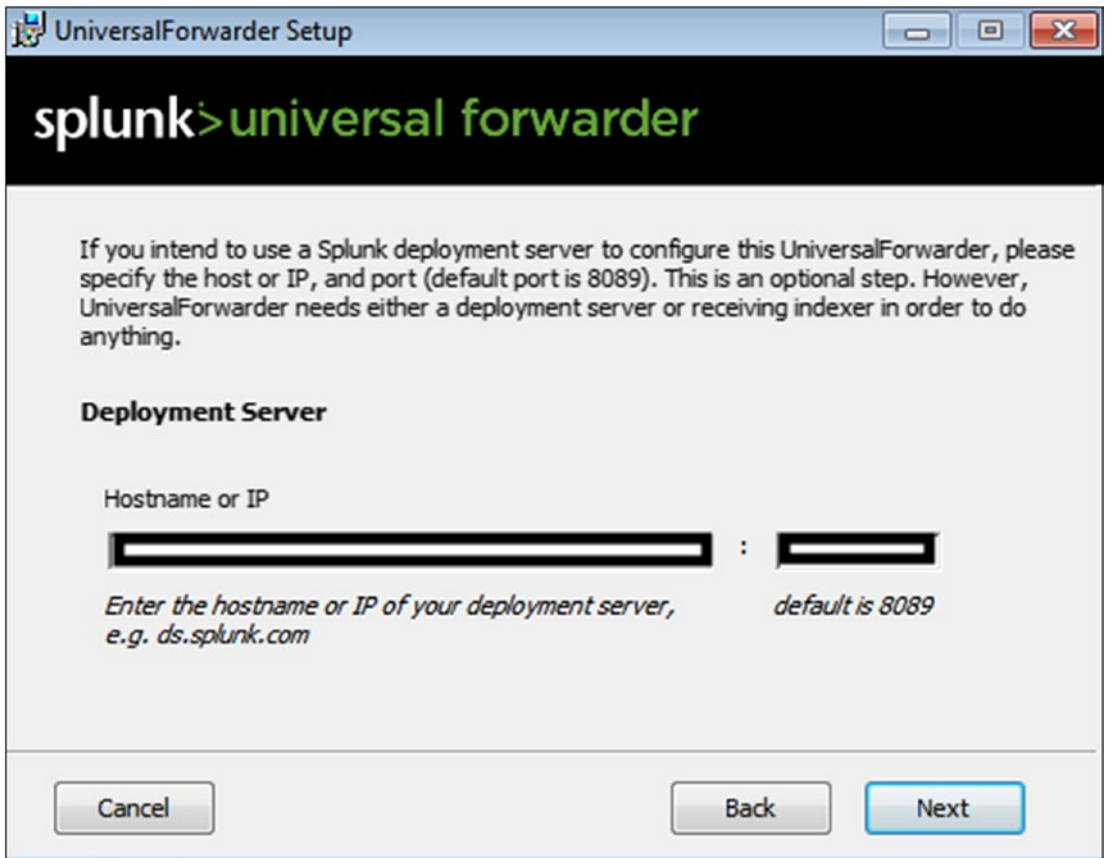 UniversalForwarder Setup
splunk>universal forwarder
If you intend to use a Splunk deployment server to configure this UniversalForwarder, please
specify the host or IP, and port (default port is 8089). This is an optional step. However,
UniversalForwarder needs either a deployment server or receiving indexer in order to do
anything.
Deployment Server
Hostname or IP
:
Enter the hostname or IP of your deployment server,
e.g. ds.splunk.com
default is 8089
Cancel
Back
Next